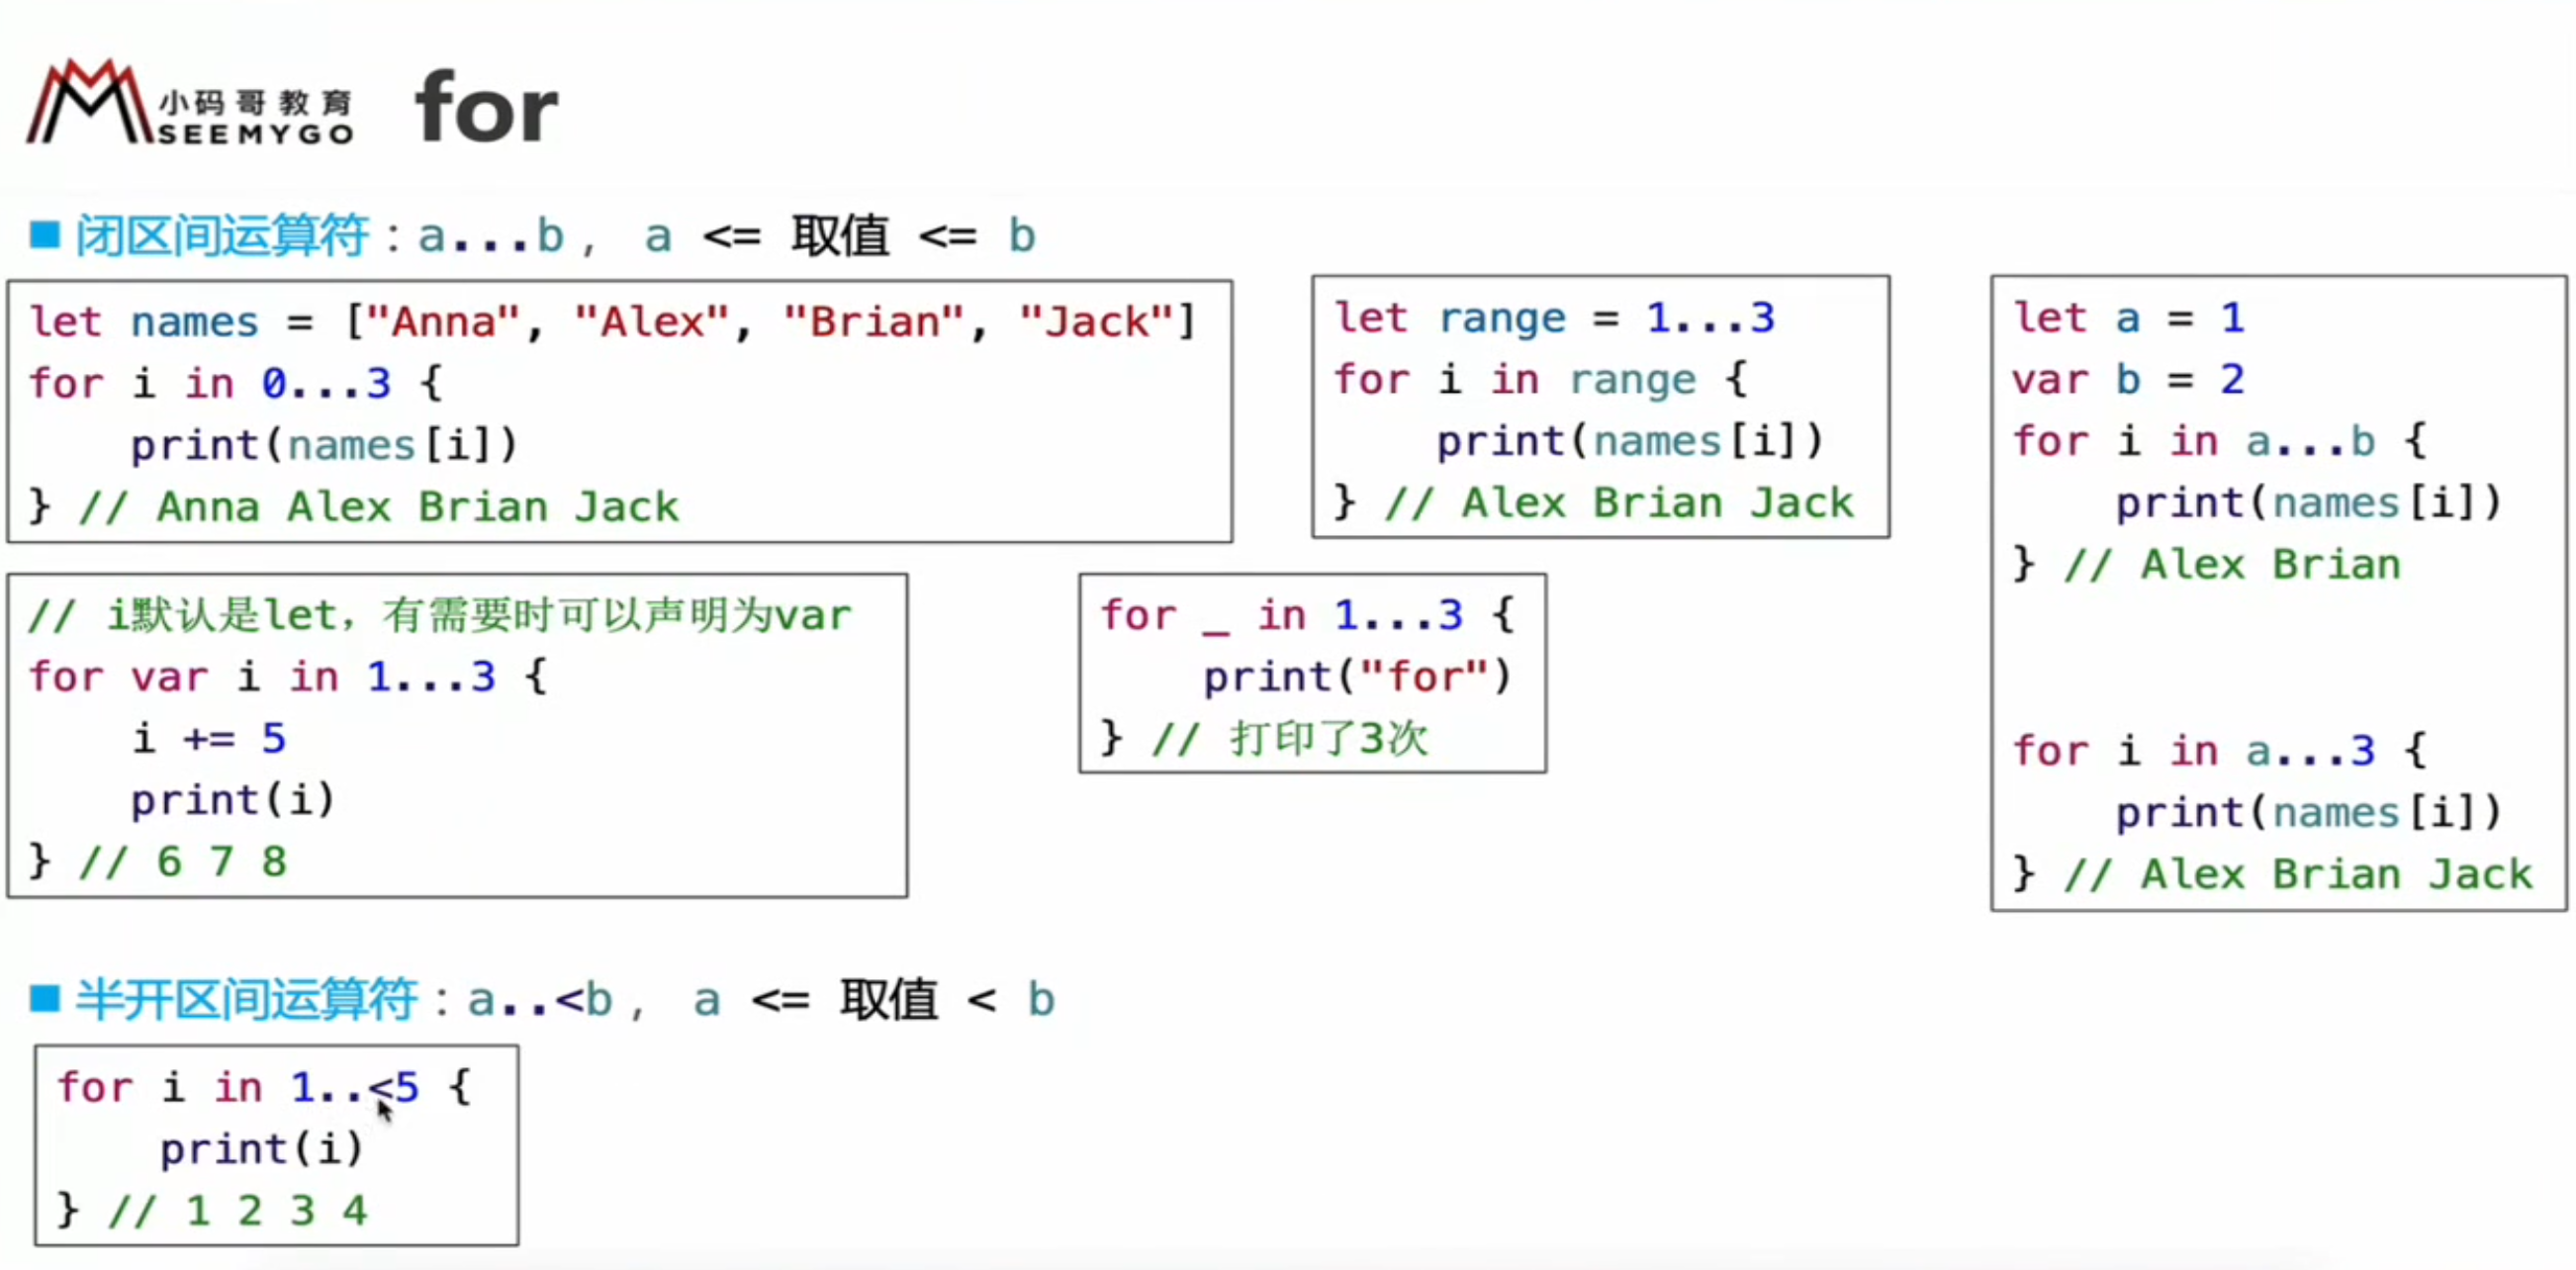 小码哥教育
SEEMYGO
for
闭区间运算符：a...b， a <= 取值 <= b
let names = ["Anna", "Alex", "Brian", "Jack"]
for i in 0...3 {
    print(names[i])
} // Anna Alex Brian Jack
let range = 1...3
for i in range {
    print(names[i])
} // Alex Brian Jack
let a = 1
var b = 2
for i in a...b {
    print(names[i])
} // Alex Brian
for i in a...3 {
    print(names[i])
} // Alex Brian Jack
// i默认是let，有需要时可以声明为var
for var i in 1...3 {
    i += 5
    print(i)
} // 6 7 8
for _ in 1...3 {
    print("for")
} // 打印了3次
半开区间运算符：a..<b， a <= 取值 < b
for i in 1..<5 {
    print(i)
} // 1 2 3 4